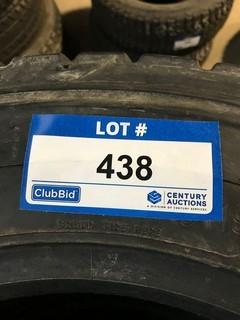 LOT #
438
ClubBid
CENTURY
AUCTIONS
A DIVISION OF CENTURY SERVICES